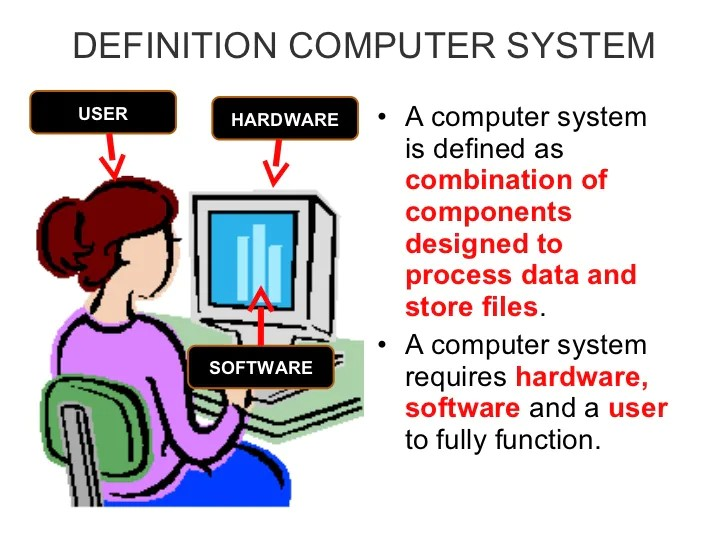 DEFINITION COMPUTER SYSTEM
USER
HARDWARE
SOFTWARE
• A computer system
is defined as
combination of
components
designed to
process data and
store files.
• A computer system
requires hardware,
software and a user
to fully function.